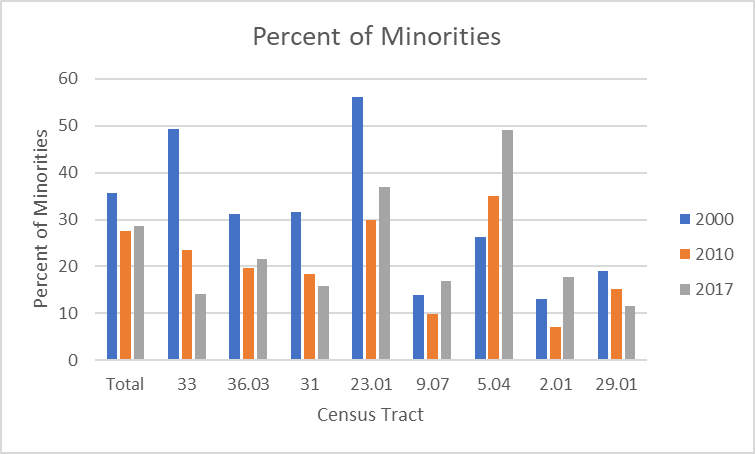 Percent of Minorities
60
50
40
30
20
10
0
Percent of Minorities
Total 33 36.03 31 23.01 9.07 5.04 2.01 29.01
Census Tract
2000
2010
2017